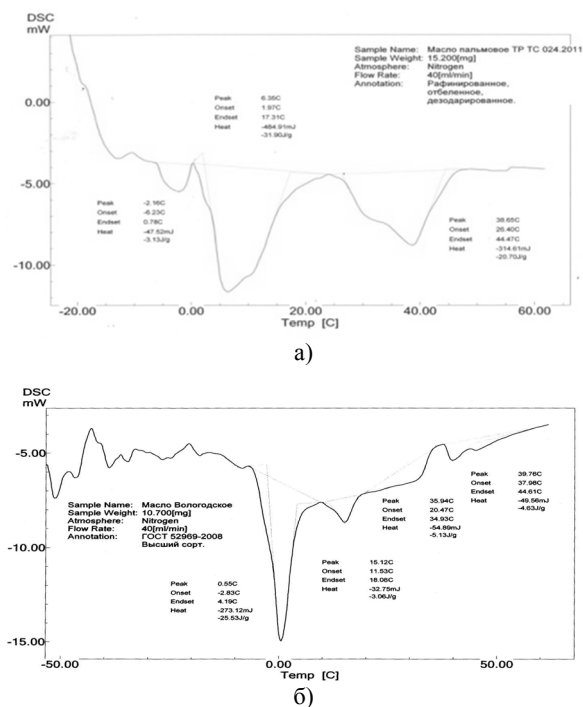 DSC
mW
Sample Name: Масло пальмовое ТР ТС 024.2011
Sample Weight: 15.200[mg]
Atmosphere: Nitrogen
Flow Rate: 40[ml/min]
Annotation: Рафинированное,
отбеленное,
дезодарированное.
0.00
-5.00
-10.00
Peak 6.35C
Onset 1.97C
Endset 17.31C
Heat -484.91mJ
-31.90J/g
Peak -2.16C
Onset -6.23C
Endset 0.78C
Heat -47.52mJ
-3.13J/g
Peak 38.65C
Onset 26.40C
Endset 44.47C
Heat -314.61mJ
-20.70J/g
-20.00 0.00 20.00 40.00 60.00
Temp [C]
а)
DSC
mW
-5.00
-10.00
-15.00
Sample Name: Масло Вологодское
Sample Weight: 10.700[mg]
Atmosphere: Nitrogen
Flow Rate: 40[ml/min]
Annotation: ГОСТ 52969-2008
Высший сорт.
Peak 0.55C
Onset -2.83C
Endset 4.19C
Heat -273.12mJ
-25.53J/g
Peak 15.12C
Onset 11.53C
Endset 18.08C
Heat -32.75mJ
-3.06J/g
Peak 35.94C
Onset 20.47C
Endset 34.93C
Heat -54.89mJ
-5.13J/g
Peak 39.76C
Onset 37.98C
Endset 44.61C
Heat -49.56mJ
-4.63J/g
-50.00 0.00 50.00
Temp [C]
б)